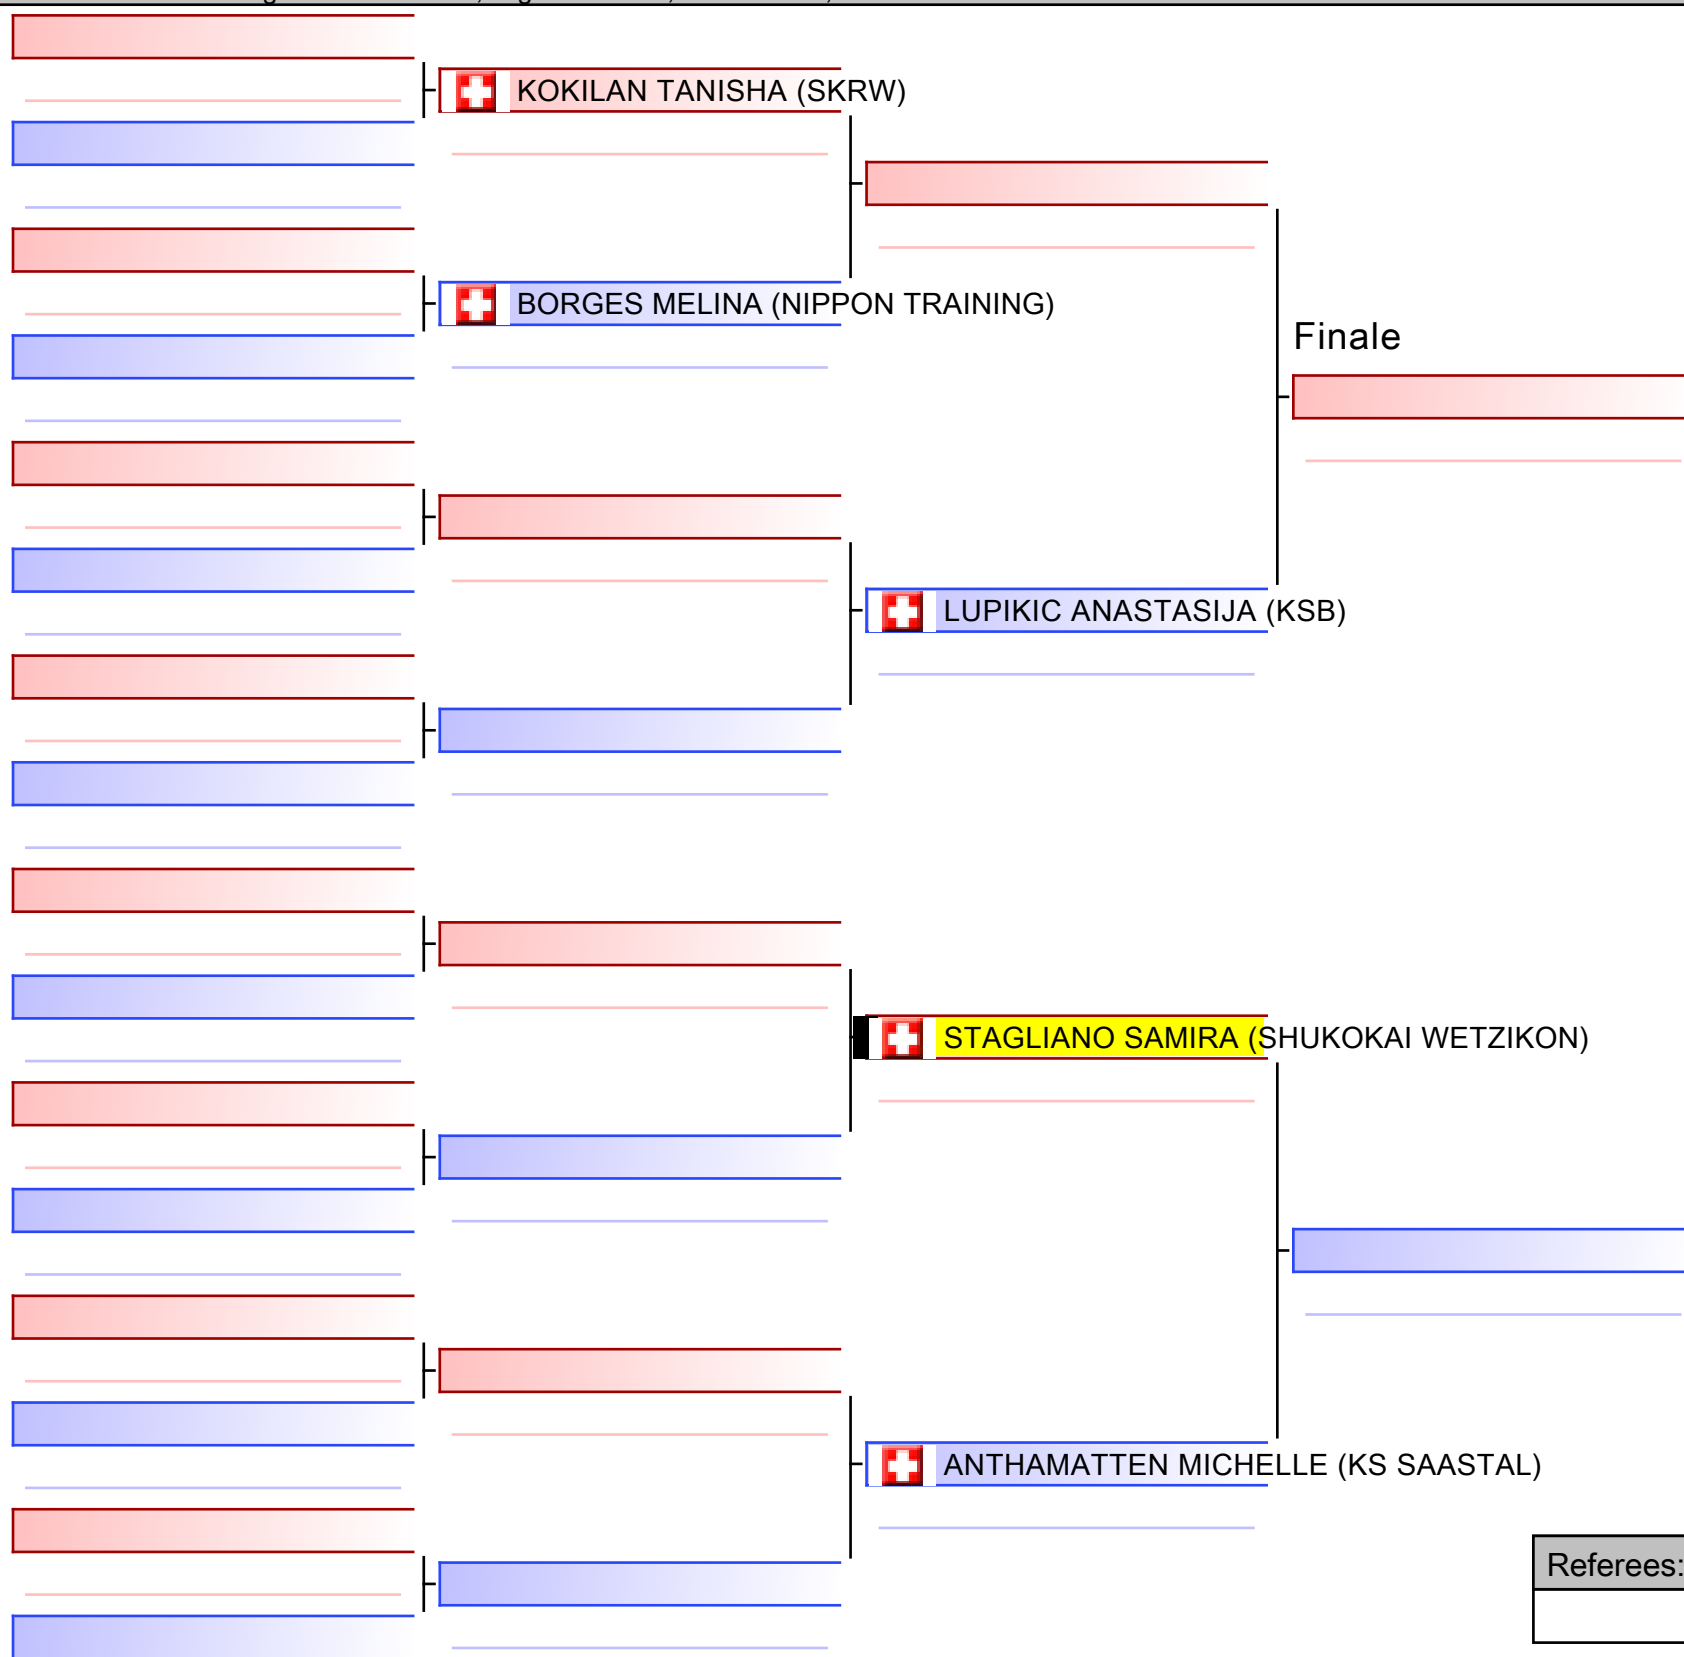 KOKILAN TANISHA (SKRW)
BORGES MELINA (NIPPON TRAINING)
Finale
LUPIKIC ANASTASIJA (KSB)
STAGLIANO SAMIRA (SHUKOKAI WETZIKON)
ANTHAMATTEN MICHELLE (KS SAASTAL)
Referees: